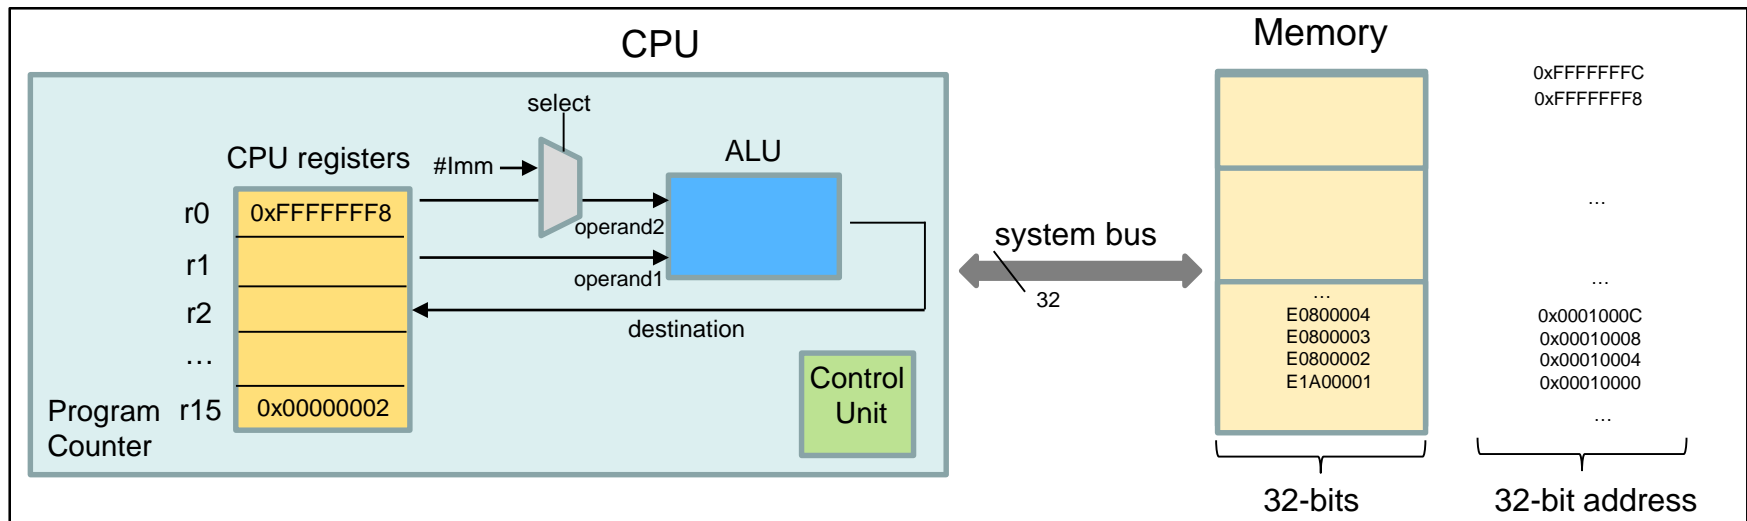 CPU
Memory
select
CPU registers
#Imm
ALU
r0
0xFFFFFFF8
operand2
r1
operand1
r2
destination
…
Program
Counter
r15
0x00000002
Control
Unit
system bus
32
…
E0800004
E0800003
E0800002
E1A00001
32-bits
0xFFFFFFFC
0xFFFFFFF8
…
…
0x0001000C
0x00010008
0x00010004
0x00010000
…
32-bit address